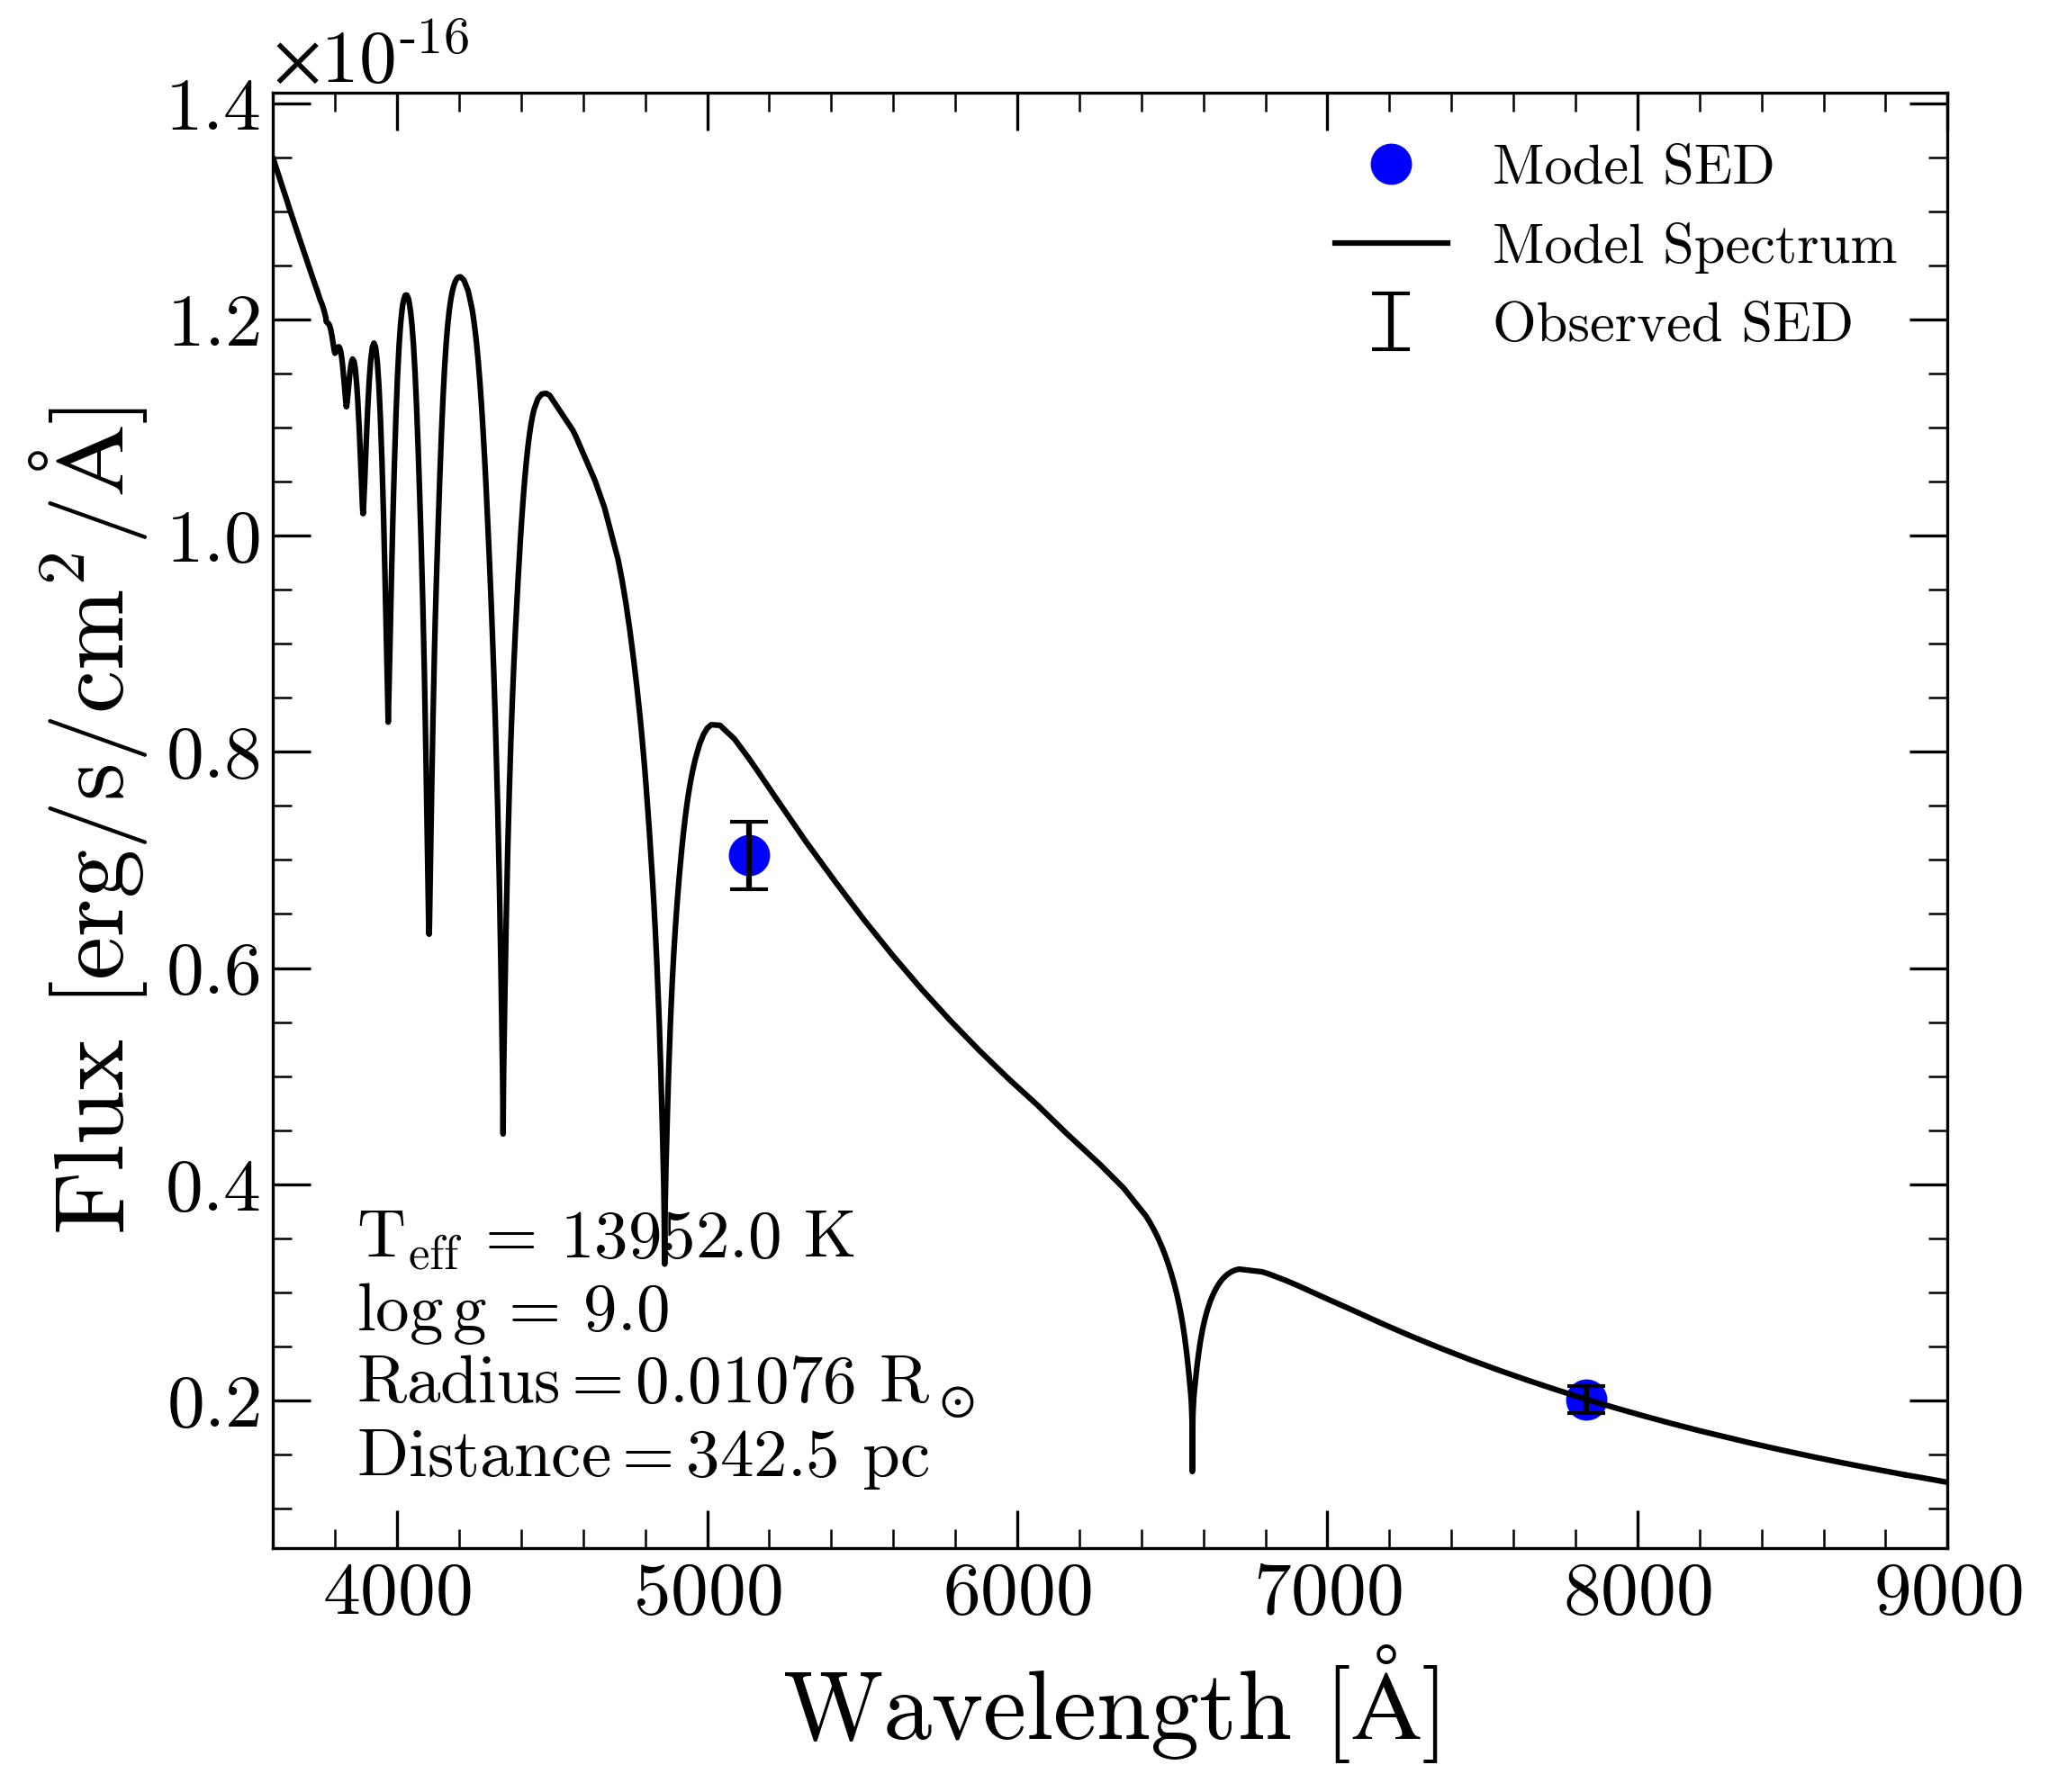 ×10-16
1.4
1.2
1.0
0.8
0.6
0.4
0.2
Flux [erg/s/cm2/Å]
Model SED
Model Spectrum
Observed SED
Teff = 13952.0 K
log g = 9.0
Radius = 0.01076 R⊙
Distance = 342.5 pc
4000 5000 6000 7000 8000 9000
Wavelength [Å]